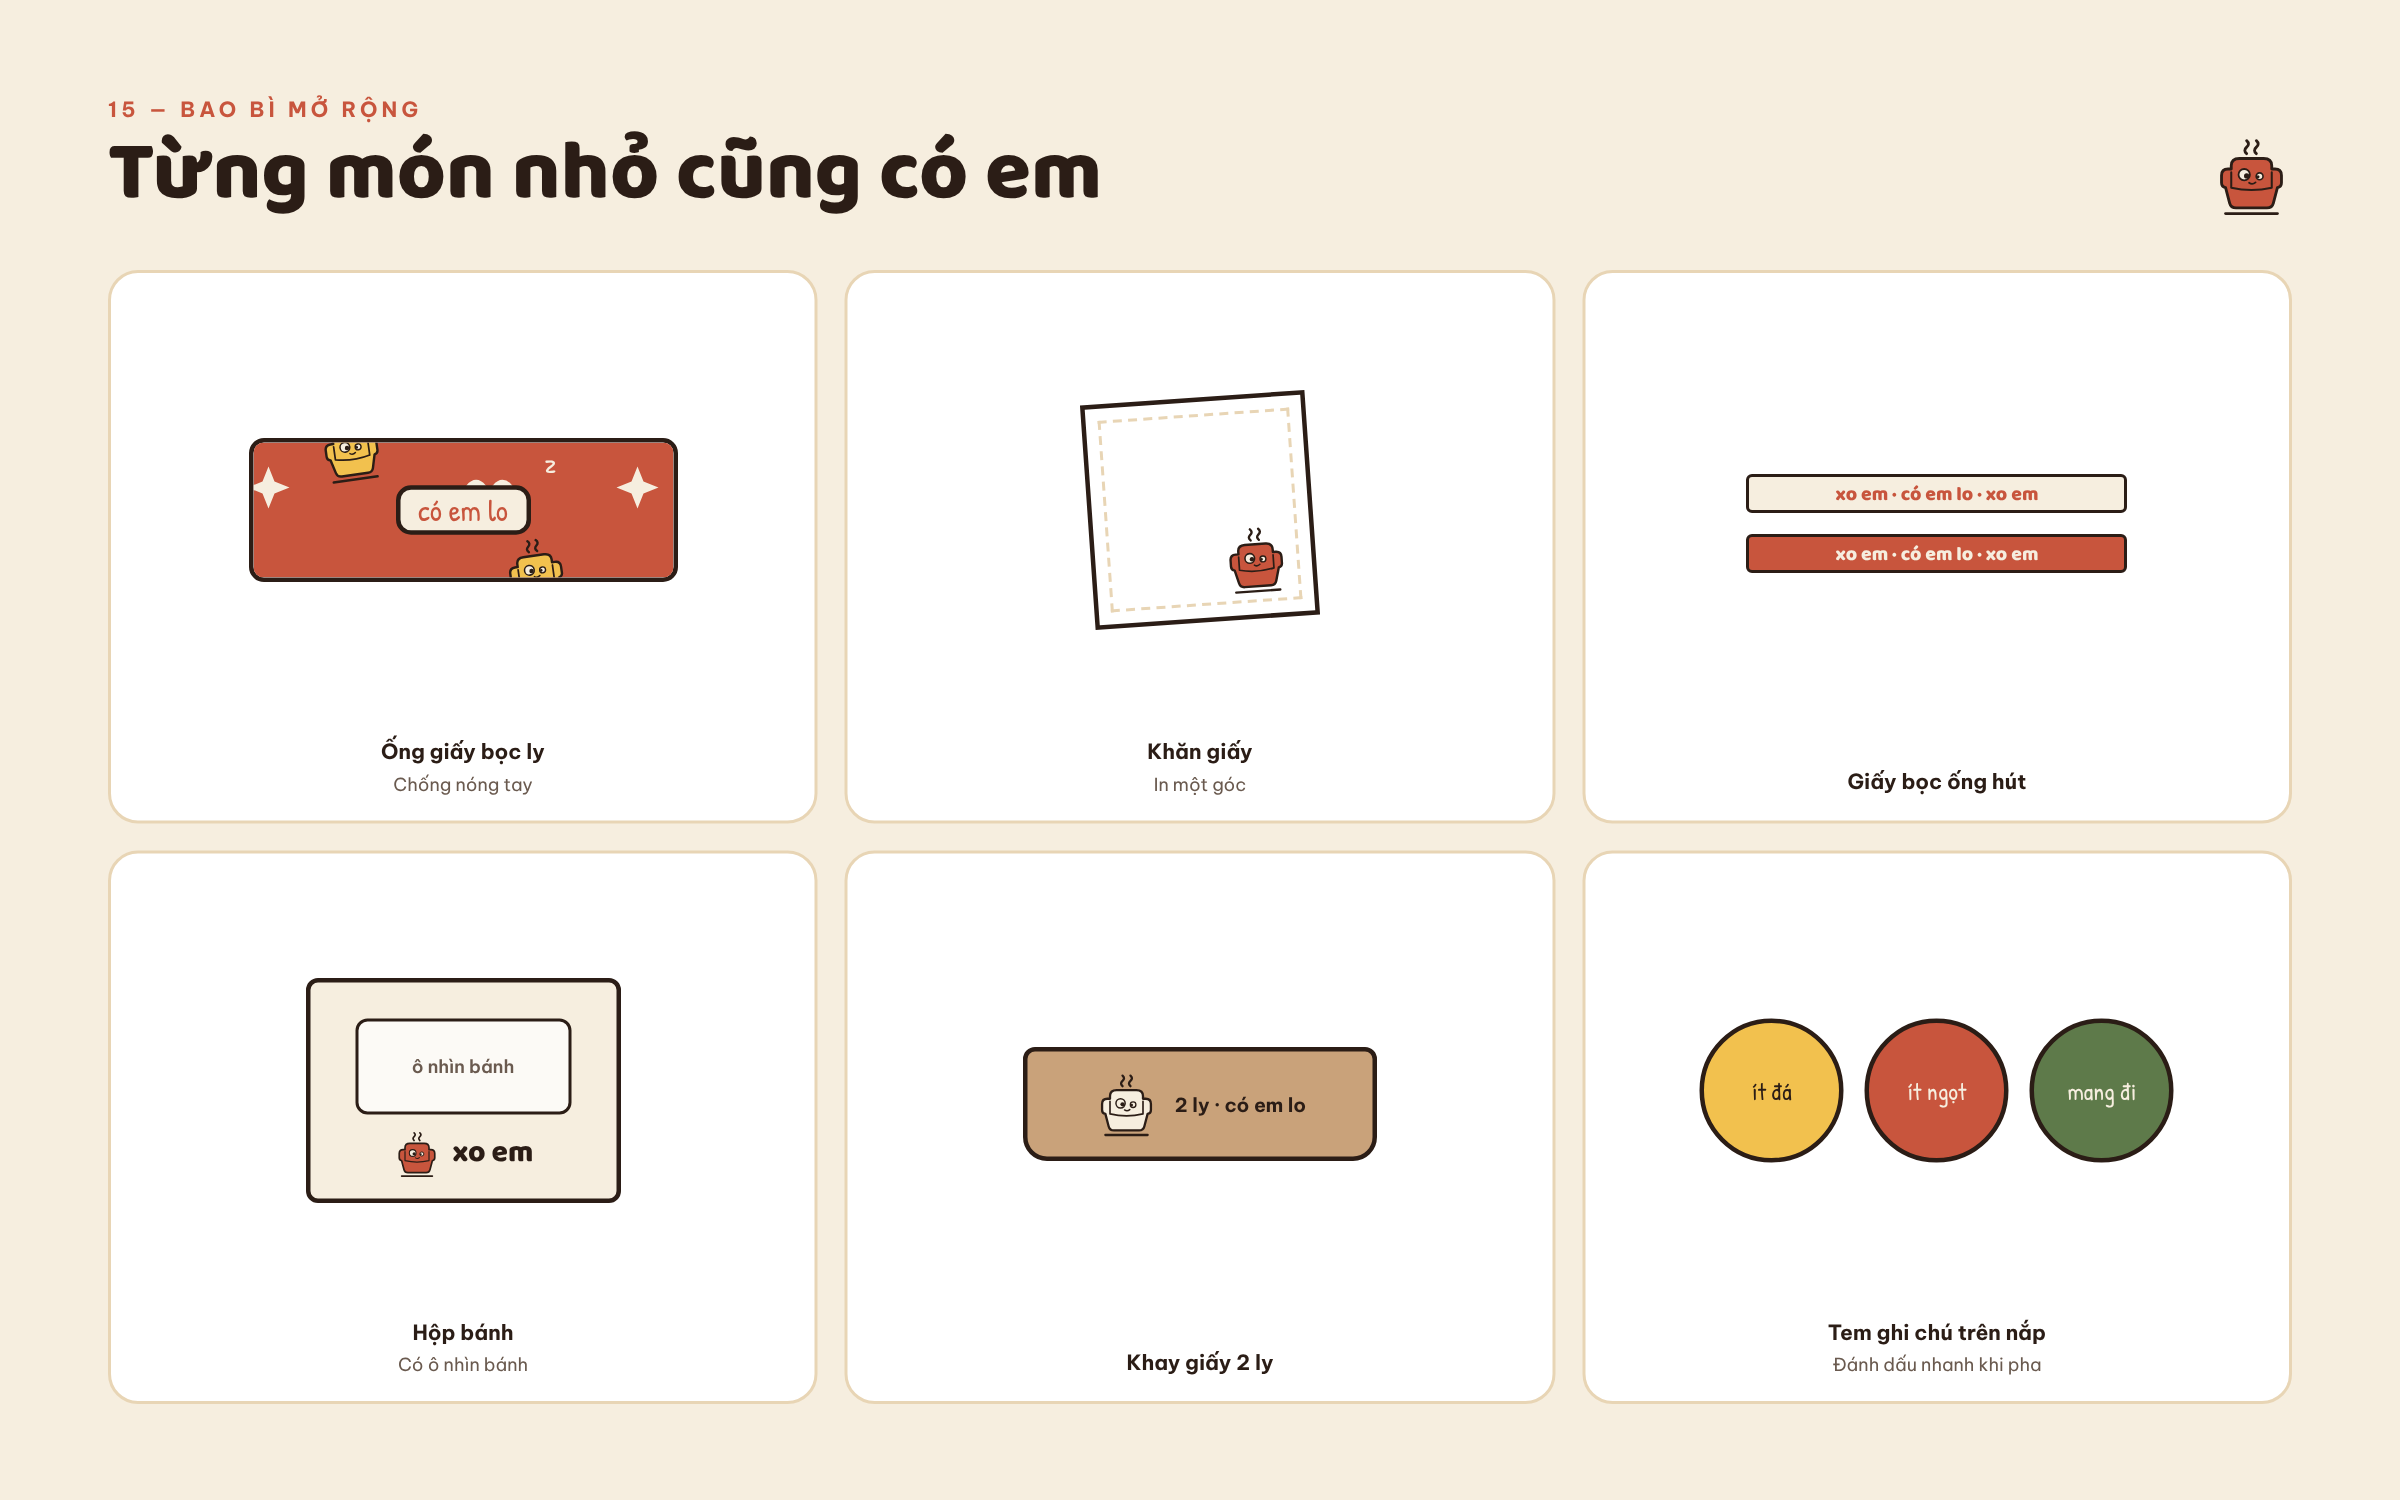 15 – BAO BÌ MỞ RỘNG
Từng món nhỏ cũng có em
z
có em lo
Ống giấy bọc ly
Chống nóng tay
Khăn giấy
In một góc
xo em · có em lo · xo em
xo em · có em lo · xo em
Giấy bọc ống hút
ô nhìn bánh
xo em
Hộp bánh
Có ô nhìn bánh
2 ly · có em lo
Khay giấy 2 ly
ít đá
ít ngọt
mang đi
Tem ghi chú trên nắp
Đánh dấu nhanh khi pha